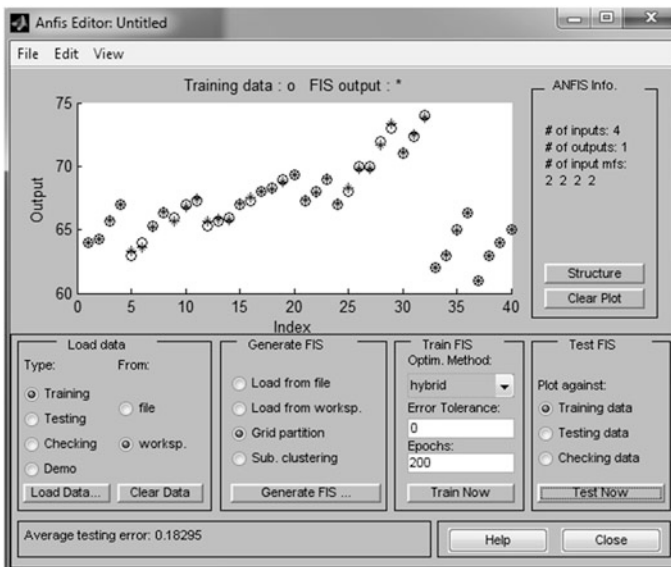 Anfis Editor: Untitled
File Edit View
Training data : o FIS output : *
75
70
65
60
Output
0 5 10 15 20 25 30 35 40
Index
ANFIS Info.
# of inputs: 4
# of outputs: 1
# of input mfs:
2 2 2 2
Structure
Clear Plot
Load data
Type: From:
Training
Testing
Checking
Demo
file
worksp.
Load Data... Clear Data
Generate FIS
Load from file
Load from worksp.
Grid partition
Sub. clustering
Generate FIS ...
Train FIS
Optim. Method:
hybrid
Error Tolerance:
0
Epochs:
200
Train Now
Test FIS
Plot against:
Training data
Testing data
Checking data
Test Now
Average testing error: 0.18295
Help Close